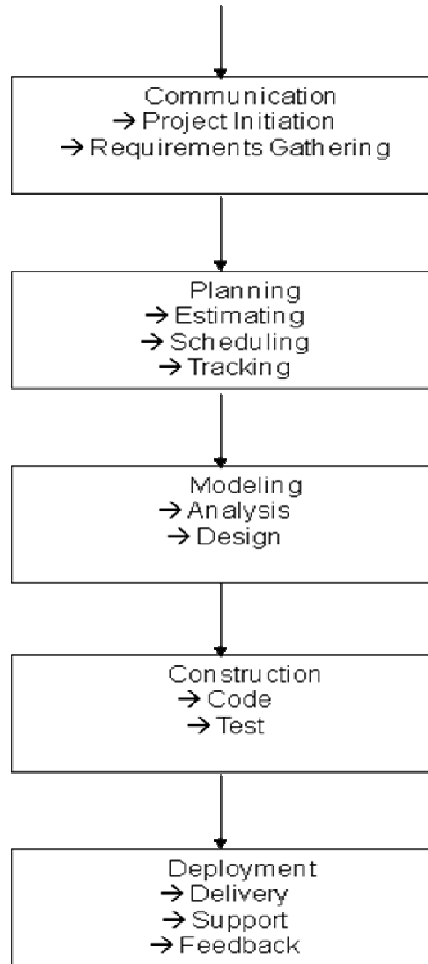 Communication
→ Project Initiation
→ Requirements Gathering
Planning
→ Estimating
→ Scheduling
→ Tracking
Modeling
→ Analysis
→ Design
Construction
→ Code
→ Test
Deployment
→ Delivery
→ Support
→ Feedback